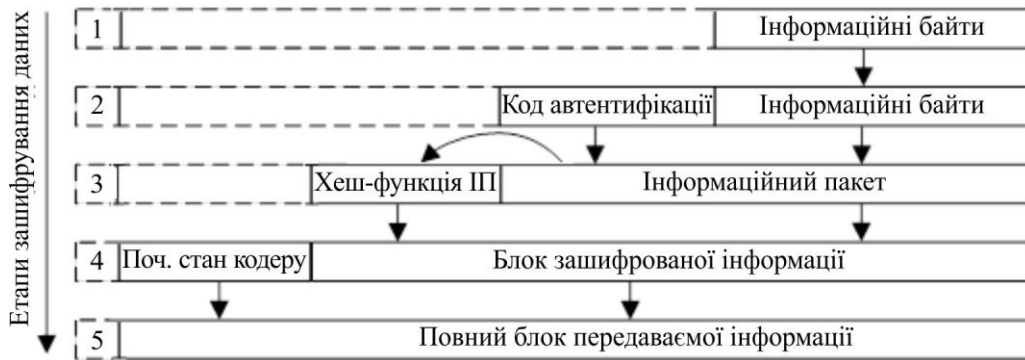 Етапи зашифрування даних
1 Інформаційні байти
2 Код автентифікації Інформаційні байти
3 Хеш-функція ІП Інформаційний пакет
4 Поч. стан кодеру Блок зашифрованої інформації
5 Повний блок передаваємої інформації